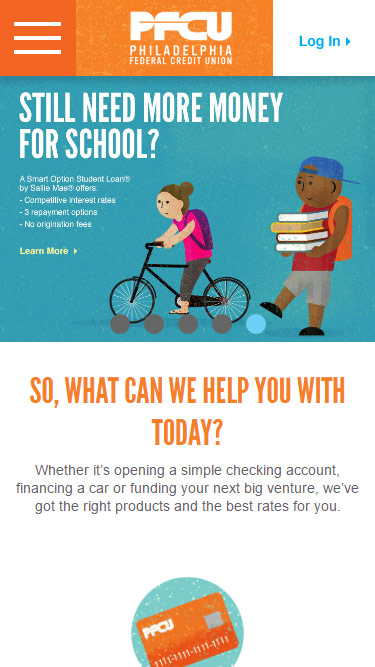 PFCU
PHILADELPHIA
FEDERAL CREDIT UNION
Log In
STILL NEED MORE MONEY
FOR SCHOOL?
A Smart Option Student Loan®
by Sallie Mae® offers:
- Competitive interest rates
- 3 repayment options
- No origination fees
Learn More
SO, WHAT CAN WE HELP YOU WITH
TODAY?
Whether it's opening a simple checking account,
financing a car or funding your next big venture, we've
got the right products and the best rates for you.
PFCU
1111-1111-1111-1111